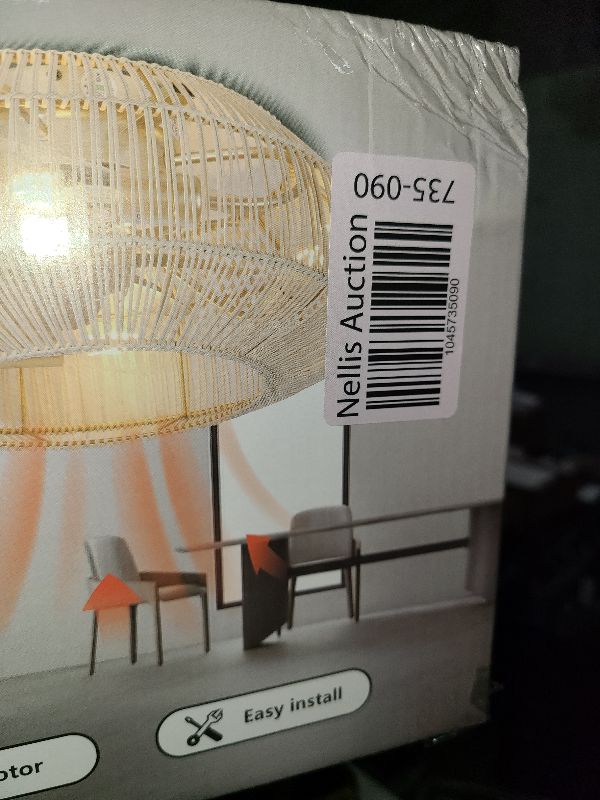 735-090
Nellis Auction
1045735090
Easy install
otor